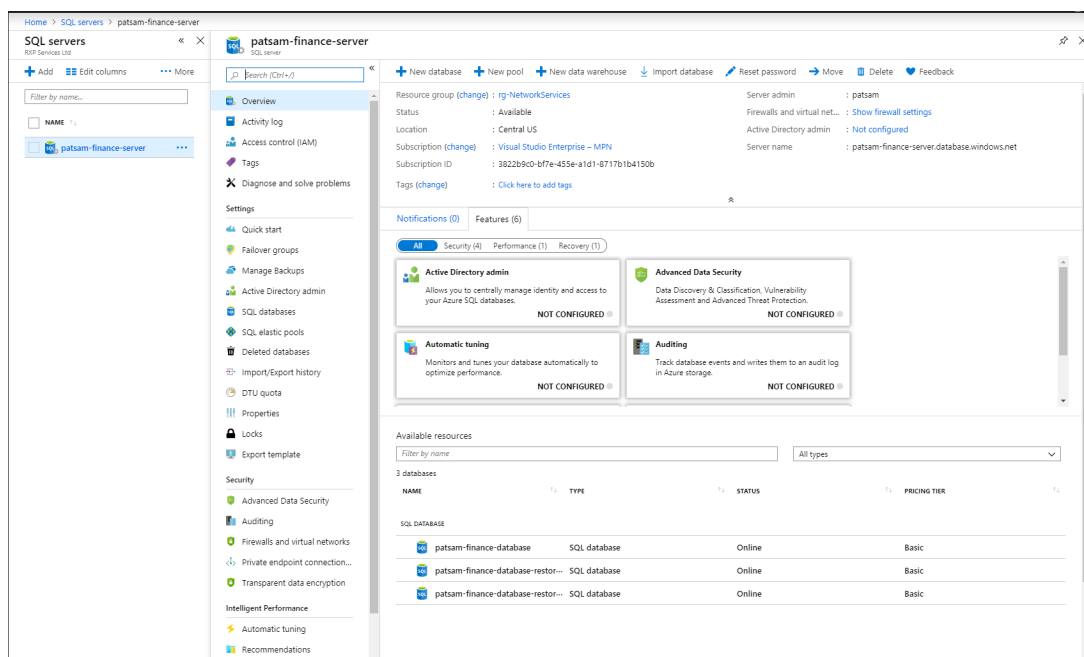 Home > SQL servers > patsam-finance-server
SQL servers
RXP Services Ltd
Add Edit columns More
Filter by name...
NAME
patsam-finance-server
patsam-finance-server
SQL server
Search (Ctrl+/)
Overview
Activity log
Access control (IAM)
Tags
Diagnose and solve problems
Settings
Quick start
Failover groups
Manage Backups
Active Directory admin
SQL databases
SQL elastic pools
Deleted databases
Import/Export history
DTU quota
Properties
Locks
Export template
Security
Advanced Data Security
Auditing
Firewalls and virtual networks
Private endpoint connection...
Transparent data encryption
Intelligent Performance
Automatic tuning
Recommendations
New database New pool New data warehouse Import database Reset password Move Delete Feedback
Resource group (change) : rg-NetworkServices
Status : Available
Location : Central US
Subscription (change) : Visual Studio Enterprise – MPN
Subscription ID : 3822b9c0-bf7e-455e-a1d1-8717b1b4150b
Tags (change) : Click here to add tags
Server admin : patsam
Firewalls and virtual net... : Show firewall settings
Active Directory admin : Not configured
Server name : patsam-finance-server.database.windows.net
Notifications (0) Features (6)
All Security (4) Performance (1) Recovery (1)
Active Directory admin
Allows you to centrally manage identity and access to
your Azure SQL databases.
NOT CONFIGURED
Advanced Data Security
Data Discovery & Classification, Vulnerability
Assessment and Advanced Threat Protection.
NOT CONFIGURED
Automatic tuning
Monitors and tunes your database automatically to
optimize performance.
NOT CONFIGURED
Auditing
Track database events and writes them to an audit log
in Azure storage.
NOT CONFIGURED
Available resources
Filter by name All types
3 databases
NAME TYPE STATUS PRICING TIER
SQL DATABASE
patsam-finance-database SQL database Online Basic
patsam-finance-database-restor... SQL database Online Basic
patsam-finance-database-restor... SQL database Online Basic